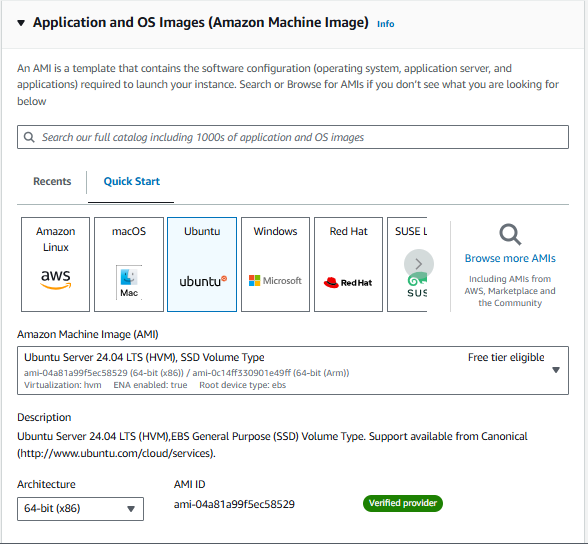 Application and OS Images (Amazon Machine Image) Info
An AMI is a template that contains the software configuration (operating system, application server, and
applications) required to launch your instance. Search or Browse for AMIs if you don't see what you are looking for
below
Search our full catalog including 1000s of application and OS images
Recents
Quick Start
Amazon
Linux
aws
macOS
Mac
Ubuntu
ubuntu
Windows
Microsoft
Red Hat
Red Hat
SUSE L
SUS
Browse more AMIs
Including AMIs from
AWS, Marketplace and
the Community
Amazon Machine Image (AMI)
Ubuntu Server 24.04 LTS (HVM), SSD Volume Type
Free tier eligible
ami-04a81a99f5ec58529 (64-bit (x86)) / ami-0c14ff330901e49ff (64-bit (Arm))
Virtualization: hvm ENA enabled: true Root device type: ebs
Description
Ubuntu Server 24.04 LTS (HVM),EBS General Purpose (SSD) Volume Type. Support available from Canonical
(http://www.ubuntu.com/cloud/services).
Architecture
64-bit (x86)
AMI ID
ami-04a81a99f5ec58529
Verified provider